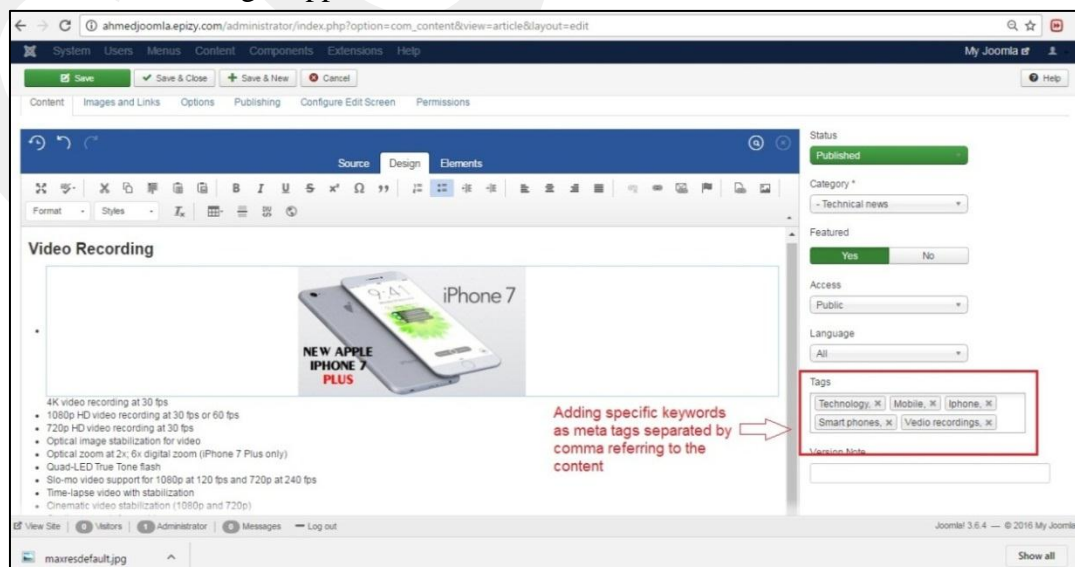 ahmedjoomla.epizy.com/administrator/index.php?option=com_content&view=article&layout=edit
System Users Menus Content Components Extensions Help My Joomla
Save Save & Close Save & New Cancel Help
Content Images and Links Options Publishing Configure Edit Screen Permissions
Source Design Elements
Format Styles
Video Recording
9:41 iPhone 7
NEW APPLE
IPHONE 7
PLUS
4K video recording at 30 fps
1080p HD video recording at 30 fps or 60 fps
720p HD video recording at 30 fps
Optical image stabilization for video
Optical zoom at 2x; 6x digital zoom (iPhone 7 Plus only)
Quad-LED True Tone flash
Slo-mo video support for 1080p at 120 fps and 720p at 240 fps
Time-lapse video with stabilization
Cinematic video stabilization (1080p and 720p)
Adding specific keywords
as meta tags separated by
comma referring to the
content
Status
Published
Category *
- Technical news
Featured
Yes No
Access
Public
Language
All
Tags
Technology, Mobile, Iphone,
Smart phones, Vedio recordings,
Version Note
View Site 0 Visitors 1 Administrator 0 Messages Log out Joomla! 3.6.4 — © 2016 My Joomla
maxresdefault.jpg Show all